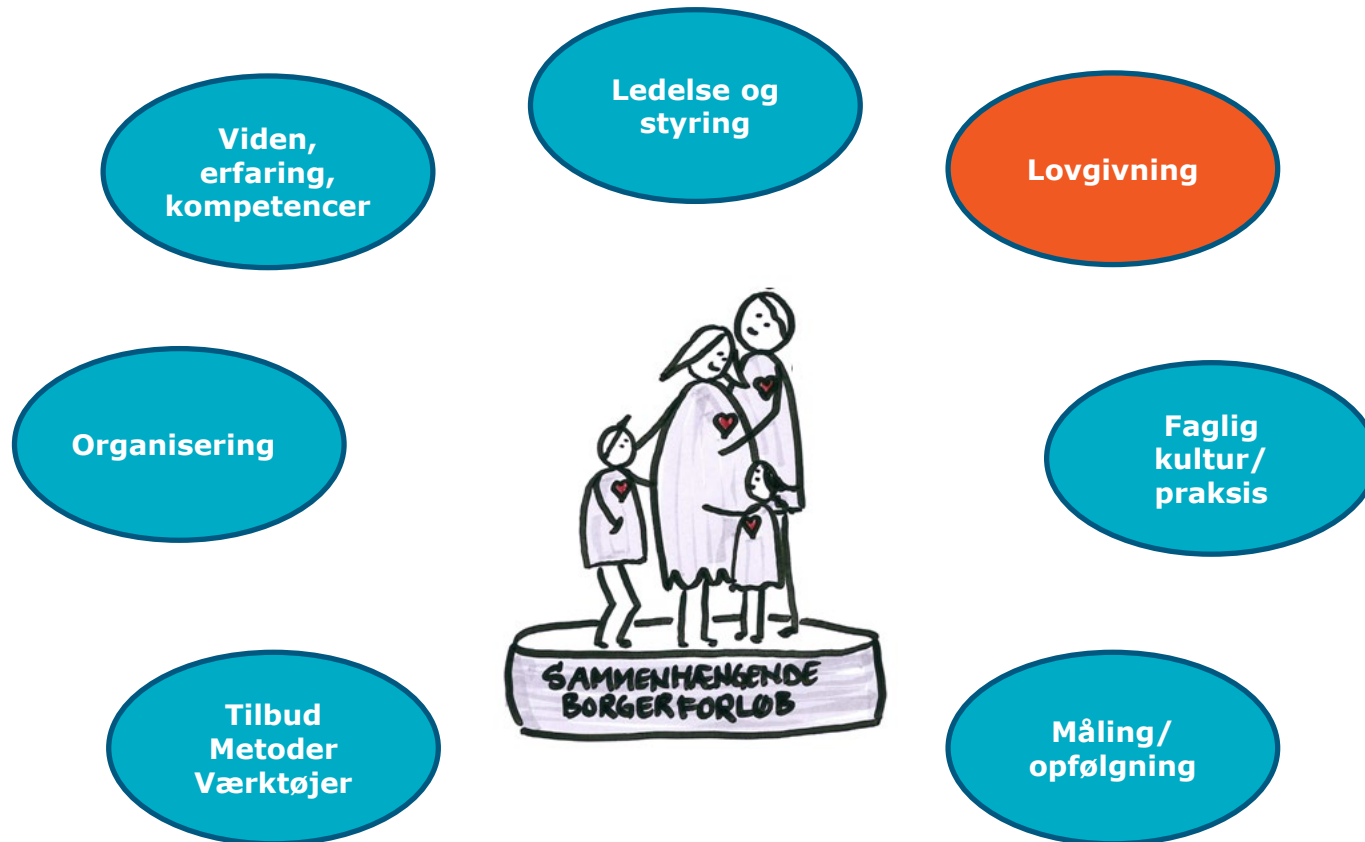 Ledelse og
styring
Viden,
erfaring,
kompetencer
Lovgivning
Organisering
Faglig
kultur/
praksis
SAMMENHÆNGENDE
BORGERFORLØB
Tilbud
Metoder
Værktøjer
Måling/
opfølgning